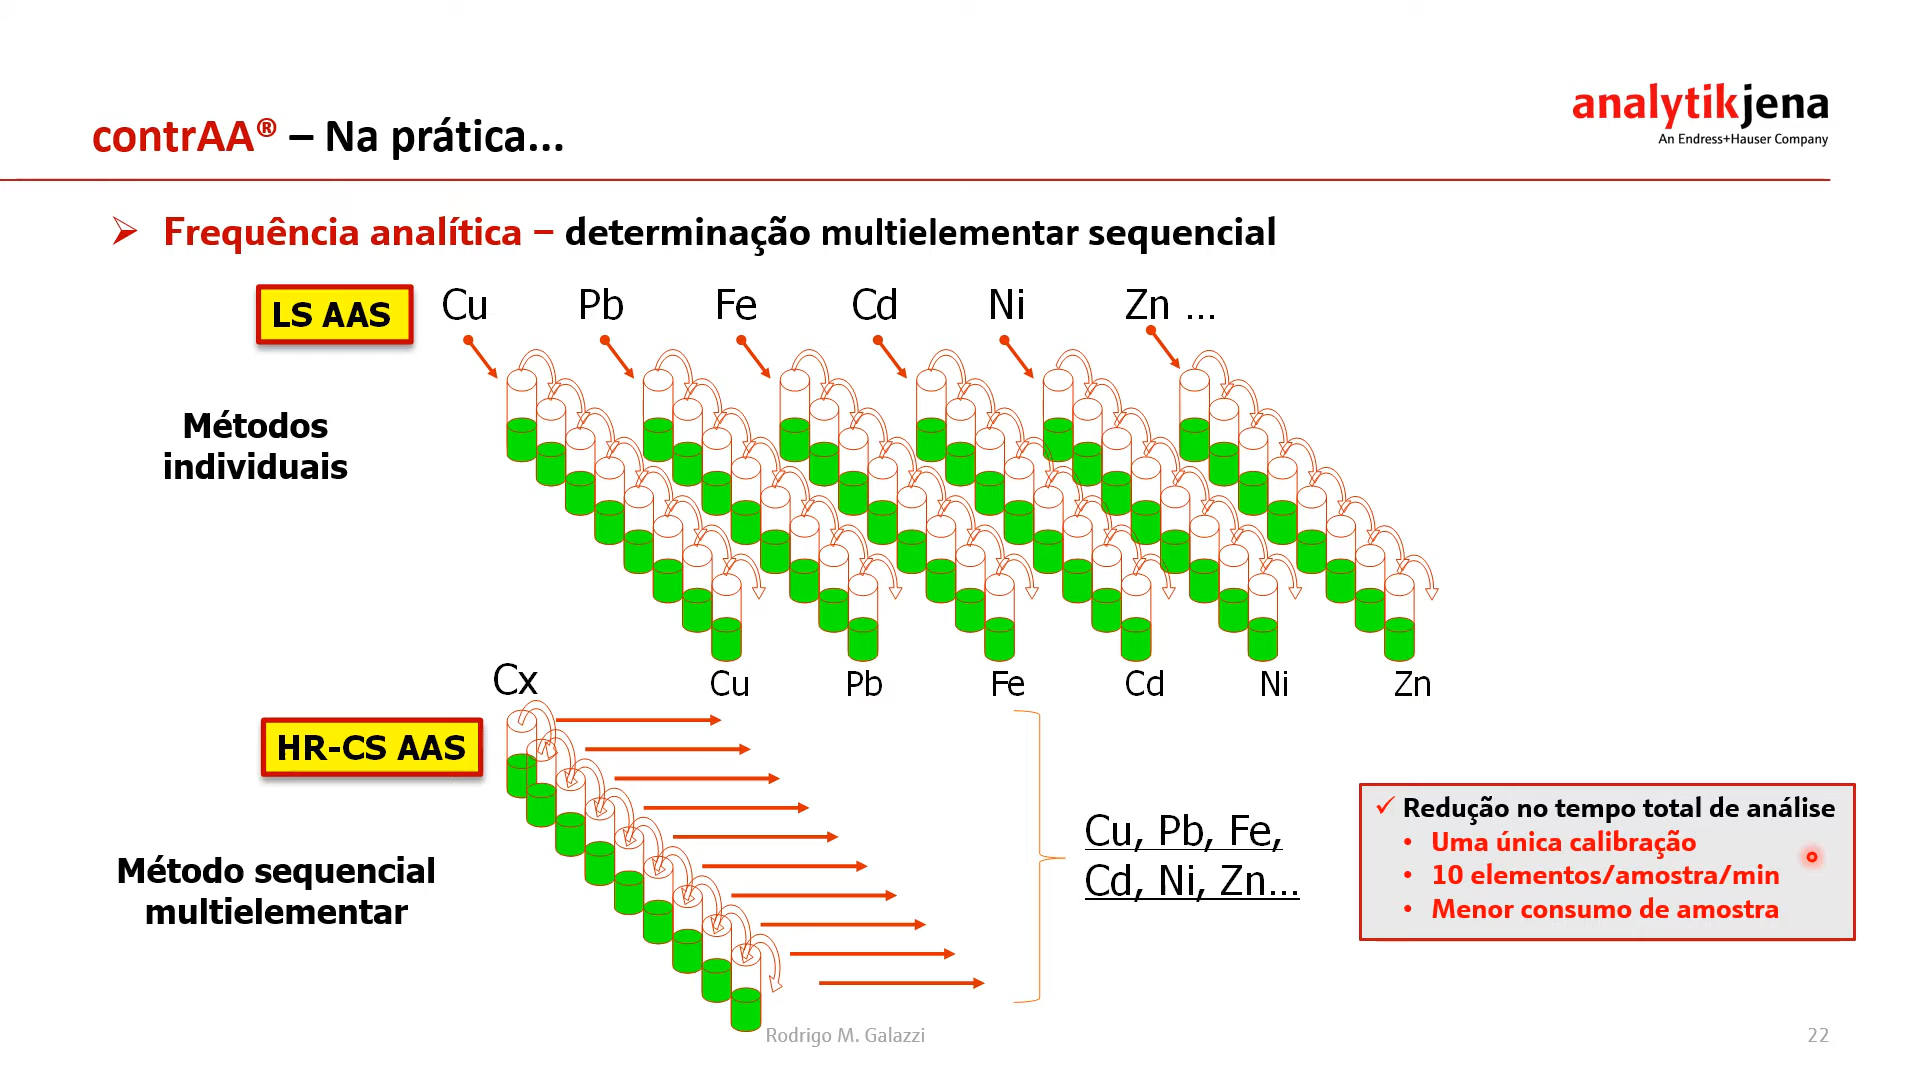 analytikjena
An Endress+Hauser Company
contrAA® – Na prática...
Frequência analítica – determinação multielementar sequencial
LS AAS
Cu Pb Fe Cd Ni Zn ...
Métodos
individuais
Cu Pb Fe Cd Ni Zn
Cx
HR-CS AAS
Método sequencial
multielementar
Cu, Pb, Fe,
Cd, Ni, Zn...
✓ Redução no tempo total de análise
• Uma única calibração
• 10 elementos/amostra/min
• Menor consumo de amostra
Rodrigo M. Galazzi
22